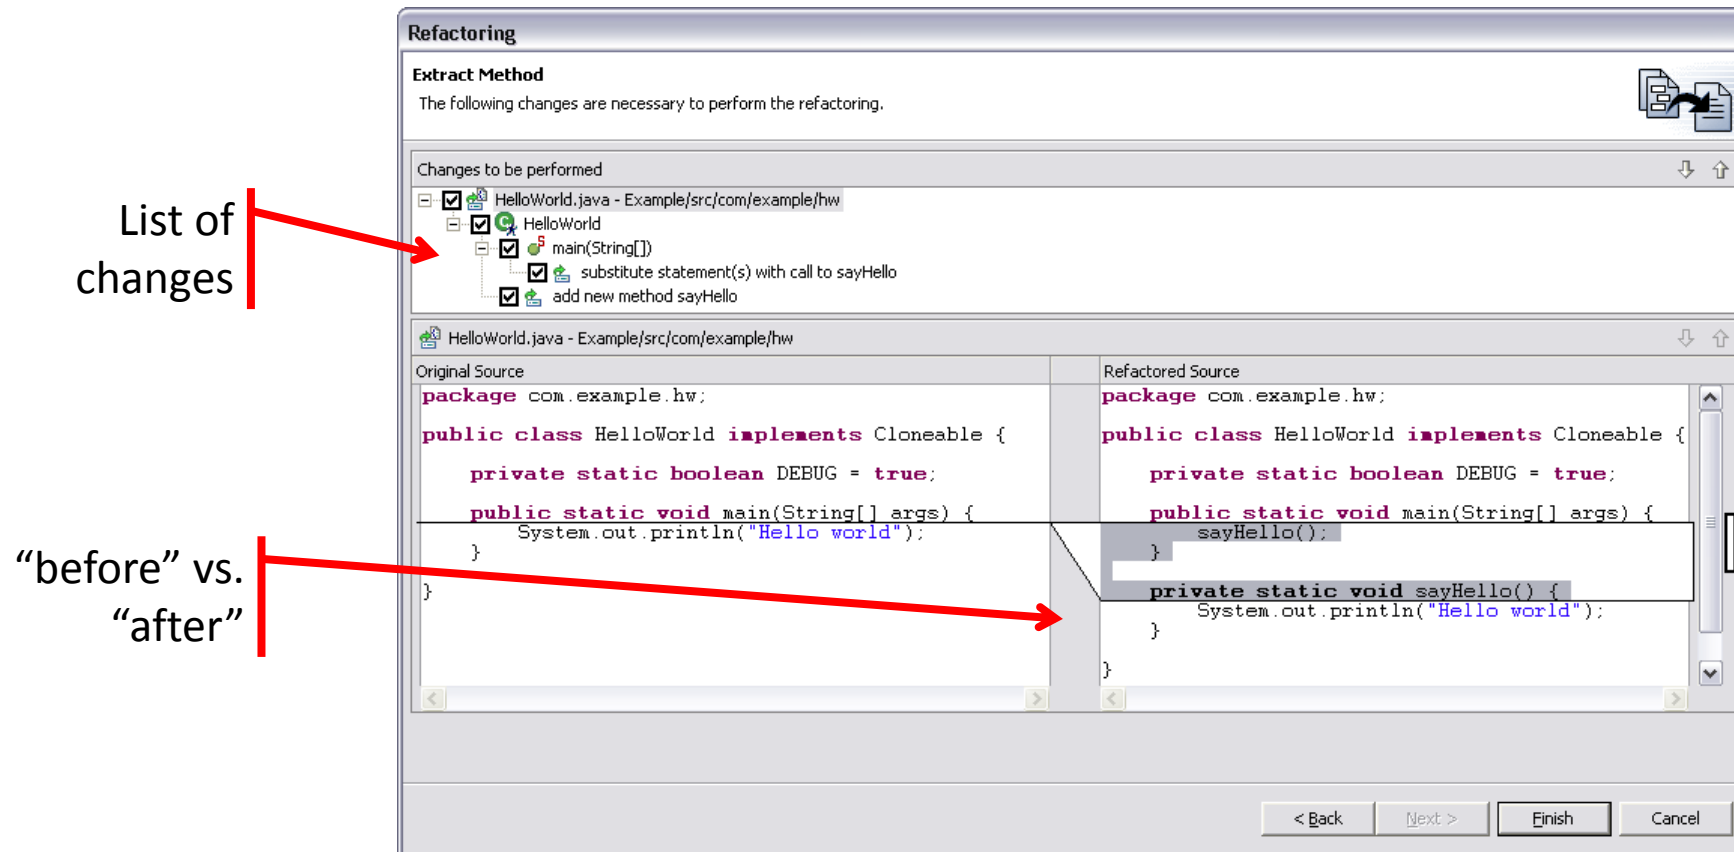 Refactoring
Extract Method
The following changes are necessary to perform the refactoring.
Changes to be performed
HelloWorld.java - Example/src/com/example/hw
HelloWorld
main(String[])
substitute statement(s) with call to sayHello
add new method sayHello
List of
changes
HelloWorld.java - Example/src/com/example/hw
Original Source
package com.example.hw;
public class HelloWorld implements Cloneable {
private static boolean DEBUG = true;
public static void main(String[] args) {
System.out.println("Hello world");
}
}
Refactored Source
package com.example.hw;
public class HelloWorld implements Cloneable {
private static boolean DEBUG = true;
public static void main(String[] args) {
sayHello();
}
private static void sayHello() {
System.out.println("Hello world");
}
}
“before” vs.
“after”
< Back
Next >
Finish
Cancel